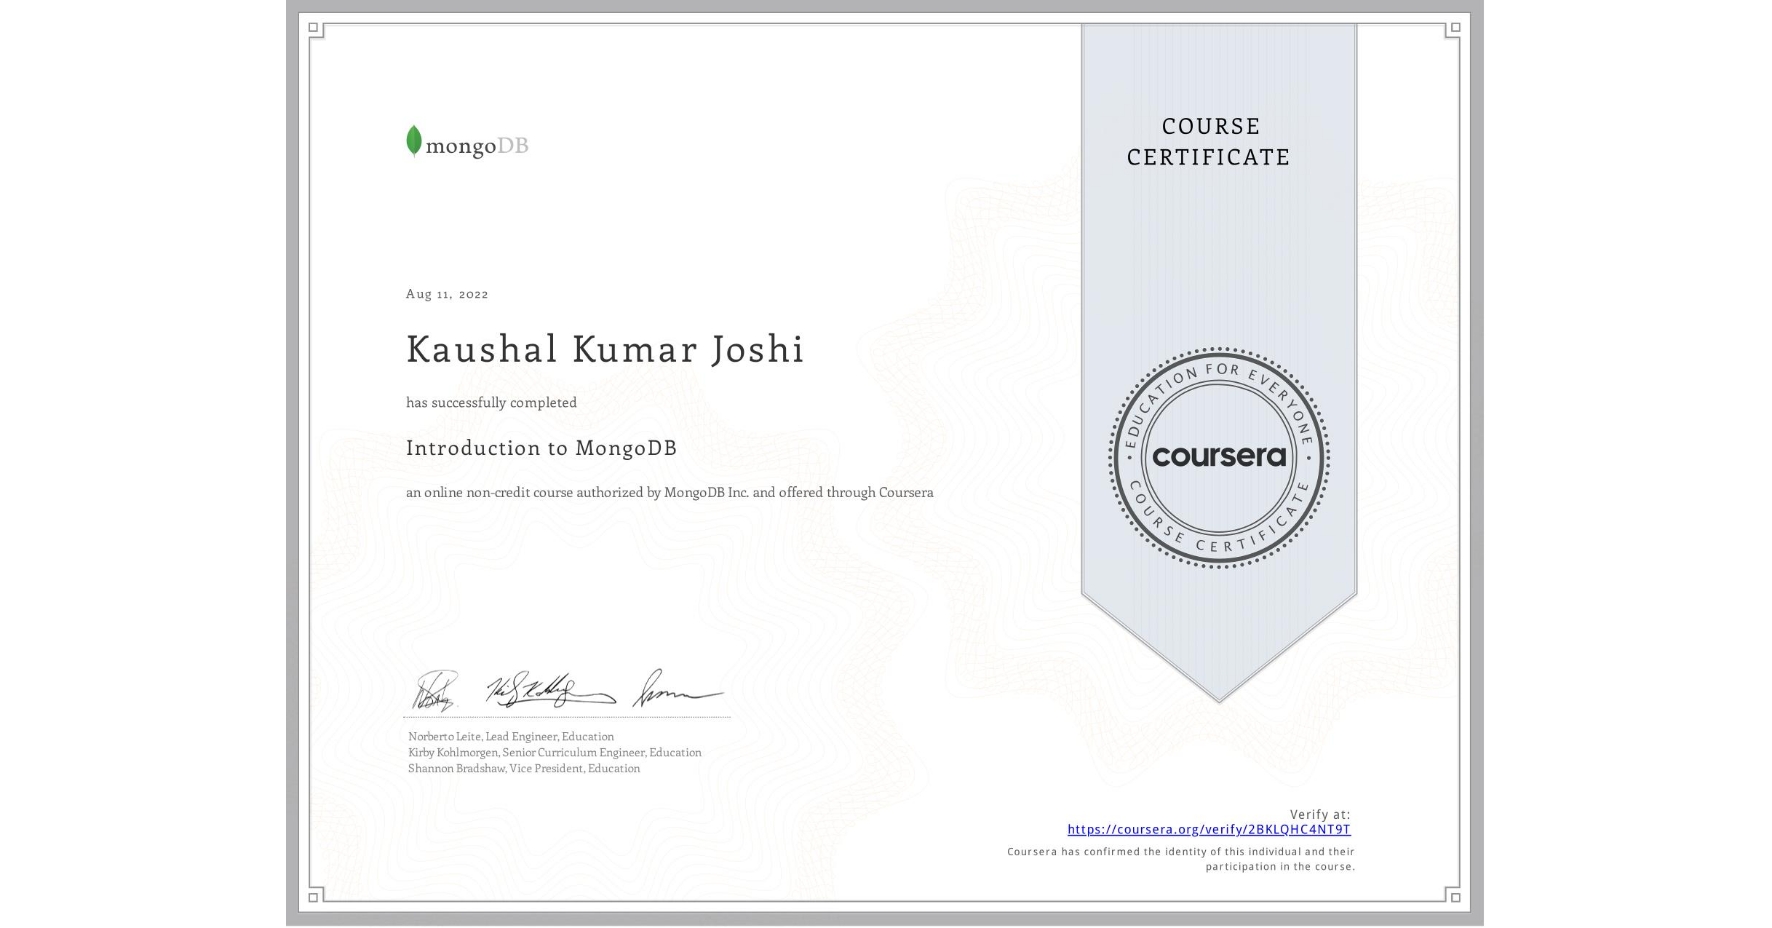 mongoDB
COURSE
CERTIFICATE
Aug 11, 2022
Kaushal Kumar Joshi
has successfully completed
Introduction to MongoDB
an online non-credit course authorized by MongoDB Inc. and offered through Coursera
EDUCATION FOR EVERYONE
coursera
COURSE CERTIFICATE
Norberto Leite, Lead Engineer, Education
Kirby Kohlmorgen, Senior Curriculum Engineer, Education
Shannon Bradshaw, Vice President, Education
Verify at:
https://coursera.org/verify/2BKLQHC4NT9T
Coursera has confirmed the identity of this individual and their
participation in the course.